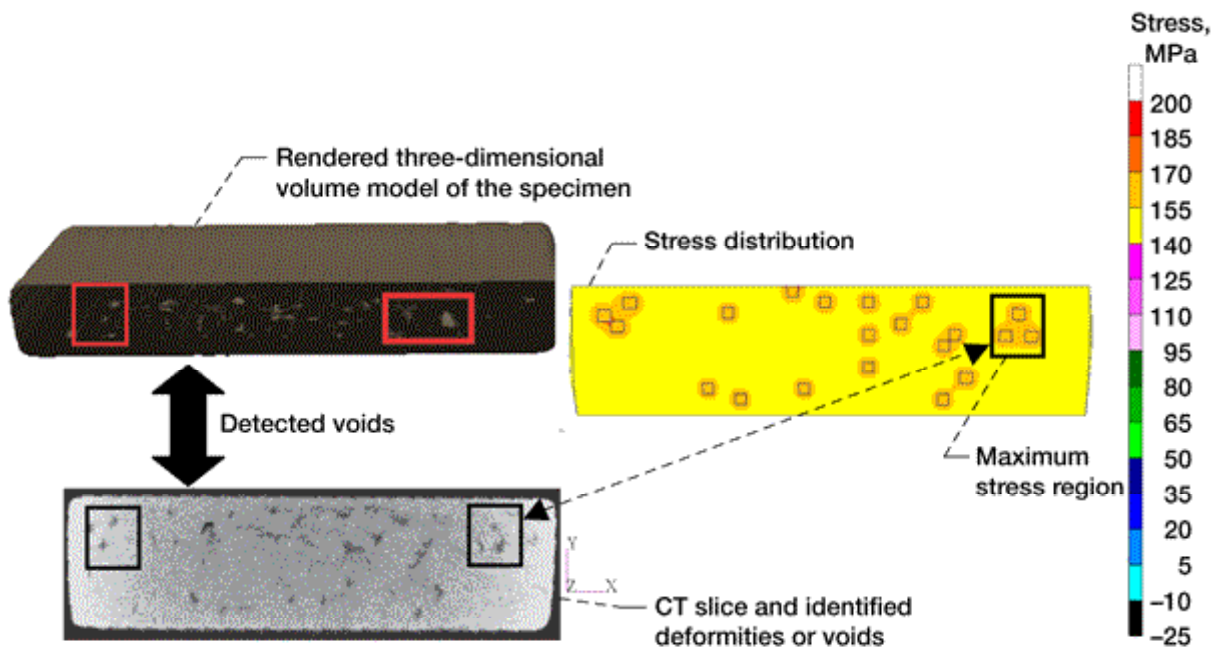 Stress,
MPa
Rendered three-dimensional
volume model of the specimen
Stress distribution
Detected voids
Maximum
stress region
CT slice and identified
deformities or voids
Y
Z X
200
185
170
155
140
125
110
95
80
65
50
35
20
5
–10
–25